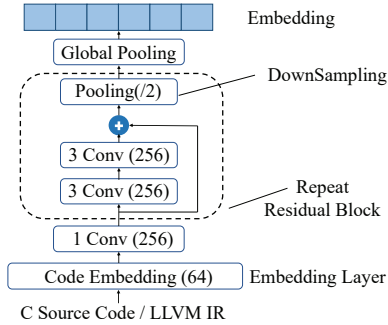 Embedding
Global Pooling
Pooling(/2)
DownSampling
+
3 Conv (256)
3 Conv (256)
Repeat
Residual Block
1 Conv (256)
Code Embedding (64)
Embedding Layer
C Source Code / LLVM IR